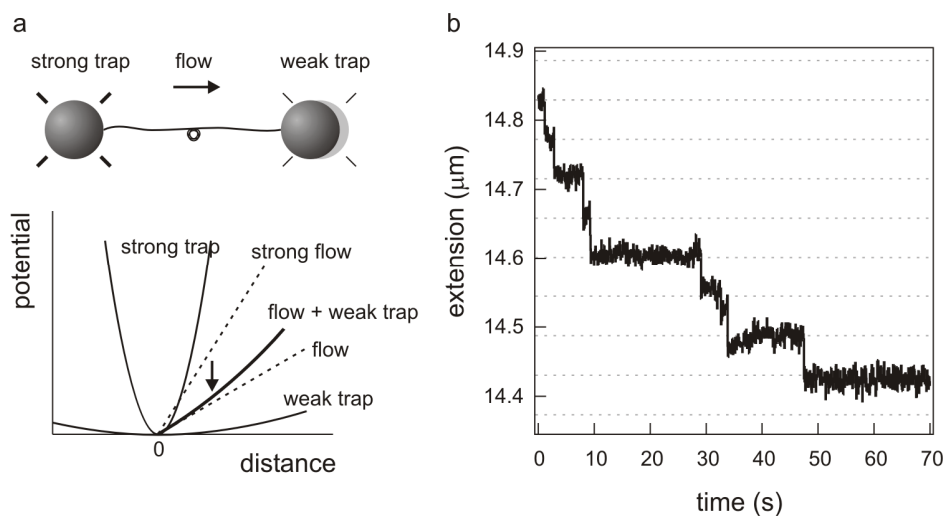 a
strong trap
flow
weak trap
potential
strong trap
strong flow
flow + weak trap
flow
weak trap
0
distance
b
extension (μm)
14.9
14.8
14.7
14.6
14.5
14.4
0 10 20 30 40 50 60 70
time (s)